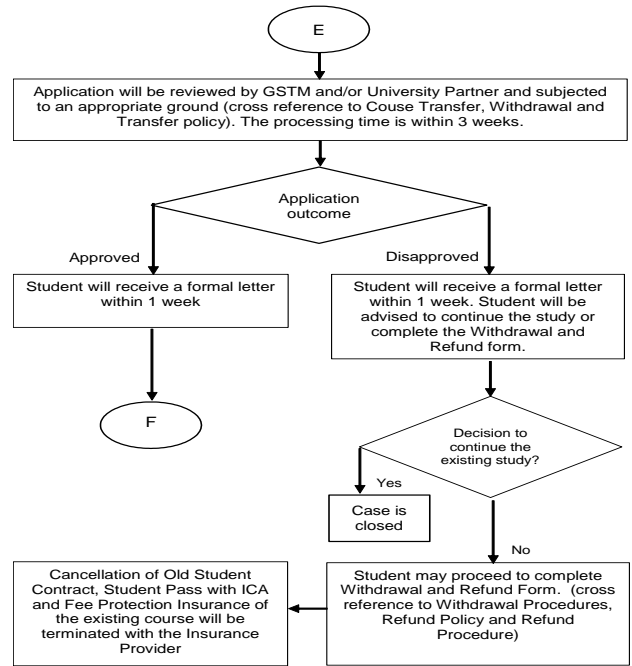 E
Application will be reviewed by GSTM and/or University Partner and subjected
to an appropriate ground (cross reference to Couse Transfer, Withdrawal and
Transfer policy). The processing time is within 3 weeks.
Application
outcome
Approved
Disapproved
Student will receive a formal letter
within 1 week
Student will receive a formal letter
within 1 week. Student will be
advised to continue the study or
complete the Withdrawal and
Refund form.
F
Decision to
continue the
existing study?
Yes
Case is
closed
No
Student may proceed to complete
Withdrawal and Refund Form. (cross
reference to Withdrawal Procedures,
Refund Policy and Refund
Procedure)
Cancellation of Old Student
Contract, Student Pass with ICA
and Fee Protection Insurance of
the existing course will be
terminated with the Insurance
Provider